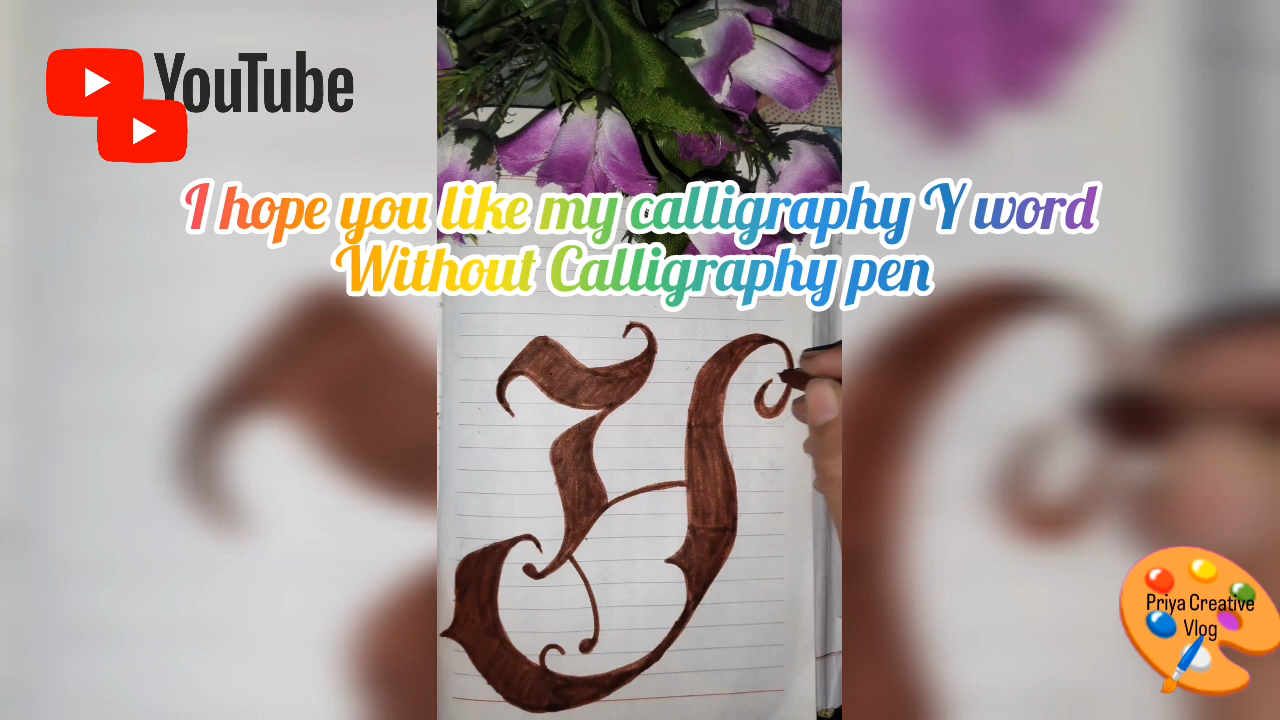 YouTube
I hope you like my calligraphy Y word
Without Calligraphy pen
Y
Priya Creative
Vlog